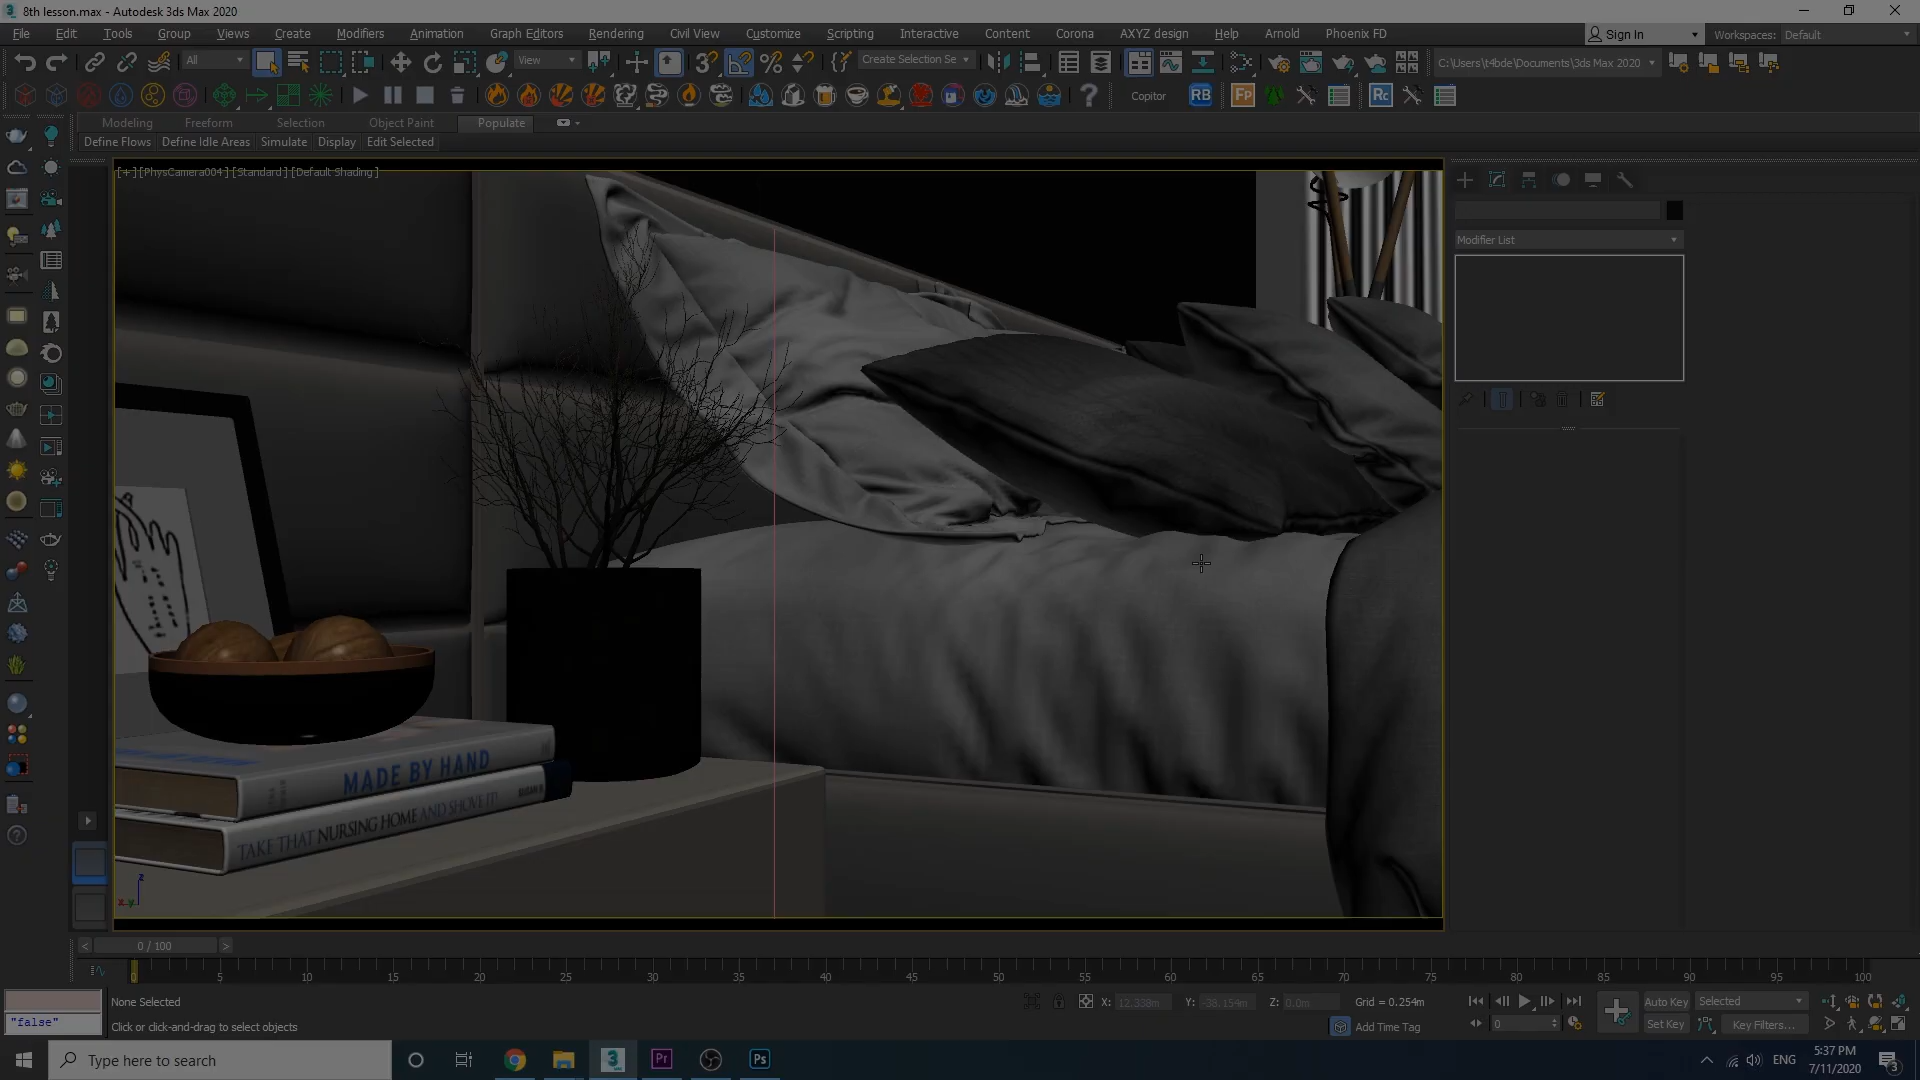 8th lesson.max - Autodesk 3ds Max 2020
File Edit Tools Group Views Create Modifiers Animation Graph Editors Rendering Civil View Customize Scripting Interactive Content Corona AXYZ design Help Arnold Phoenix FD Sign In Workspaces: Default
All View Create Selection Se C:\Users\t4bde\Documents\3ds Max 2020
Copitor RB Fp Rc
Modeling Freeform Selection Object Paint Populate
Define Flows Define Idle Areas Simulate Display Edit Selected
[+] [PhysCamera004] [Standard] [Default Shading]
Modifier List
MADE BY HAND
TAKE THAT NURSING HOME AND SHOVE IT!
z
x y
< 0 / 100 >
0 5 10 15 20 25 30 35 40 45 50 55 60 65 70 75 80 85 90 95 100
None Selected X: 12.338m Y: -38.154m Z: 0.0m Grid = 0.254m Auto Key Selected
"false" Click or click-and-drag to select objects Add Time Tag 0 Set Key Key Filters...
Type here to search 3 Pr Ps ENG 5:37 PM
7/11/2020 3